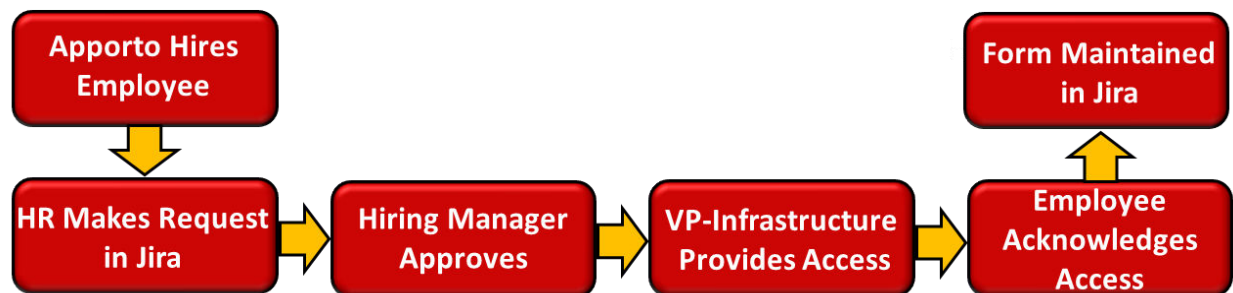 Apporto Hires
Employee
HR Makes Request
in Jira
Hiring Manager
Approves
VP-Infrastructure
Provides Access
Employee
Acknowledges
Access
Form Maintained
in Jira